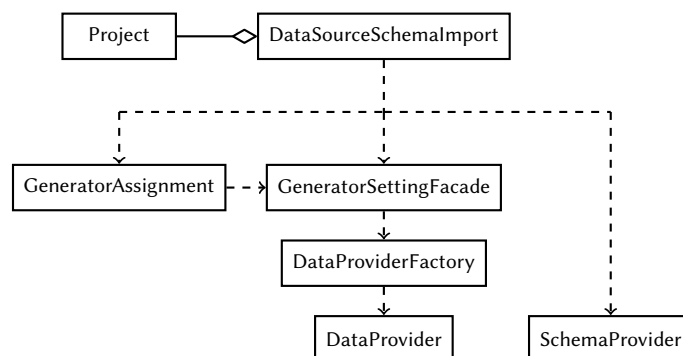 Project
DataSourceSchemaImport
GeneratorAssignment
GeneratorSettingFacade
DataProviderFactory
DataProvider
SchemaProvider